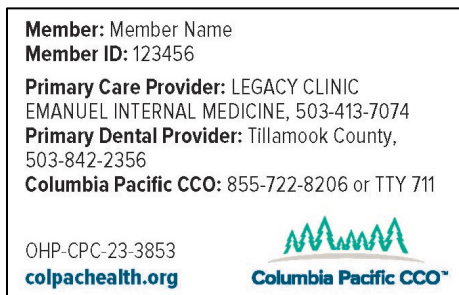 Member: Member Name
Member ID: 123456
Primary Care Provider: LEGACY CLINIC
EMANUEL INTERNAL MEDICINE, 503-413-7074
Primary Dental Provider: Tillamook County,
503-842-2356
Columbia Pacific CCO: 855-722-8206 or TTY 711
OHP-CPC-23-3853
colpachealth.org
Columbia Pacific CCO™